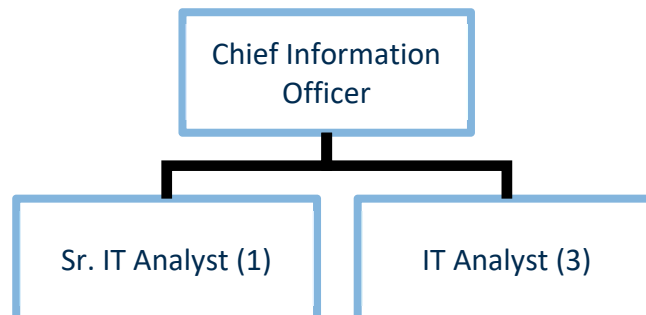 Chief Information
Officer
Sr. IT Analyst (1)
IT Analyst (3)